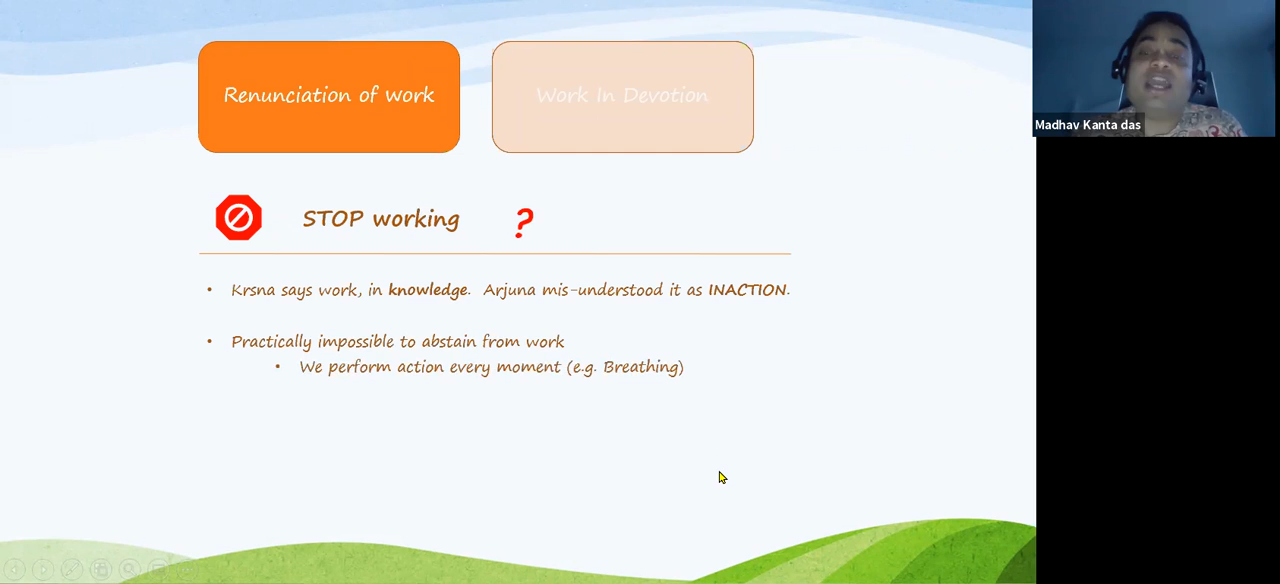 Renunciation of work
Work In Devotion
Madhav Kanta das
STOP working ?
• Krsna says work, in knowledge. Arjuna mis-understood it as INACTION.
• Practically impossible to abstain from work
• We perform action every moment (e.g. Breathing)